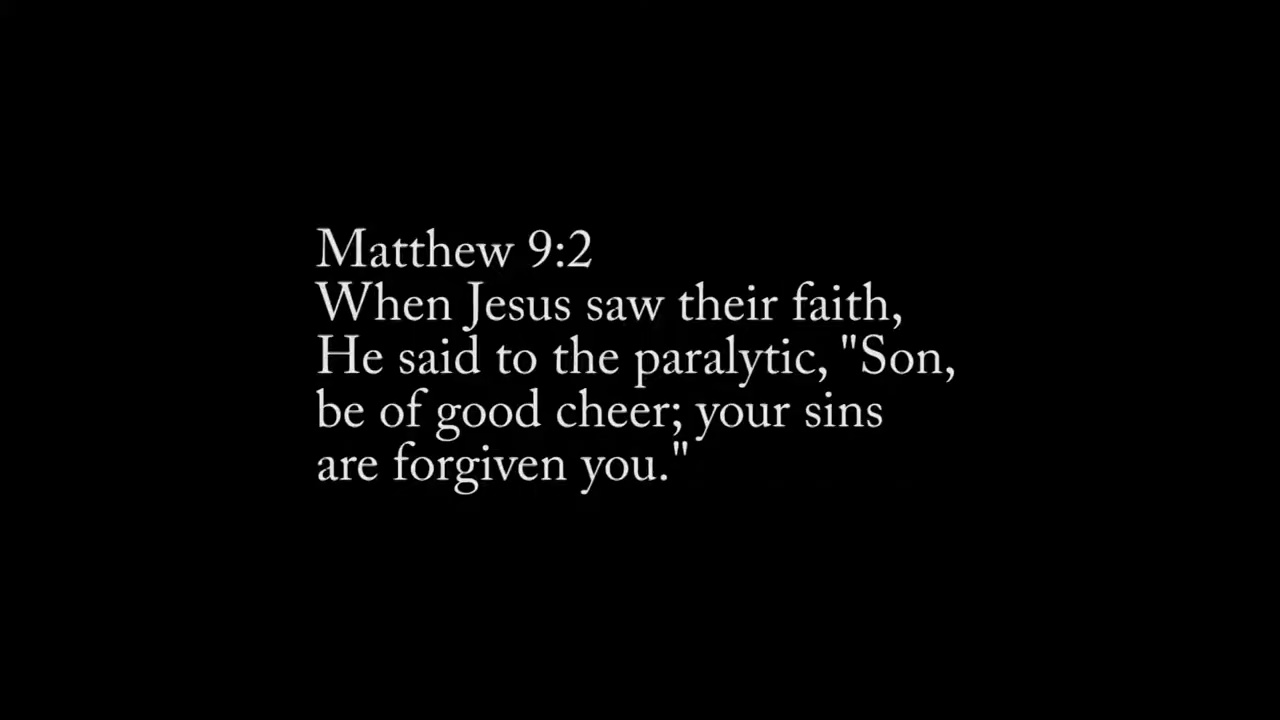 Matthew 9:2
When Jesus saw their faith,
He said to the paralytic, "Son,
be of good cheer; your sins
are forgiven you."